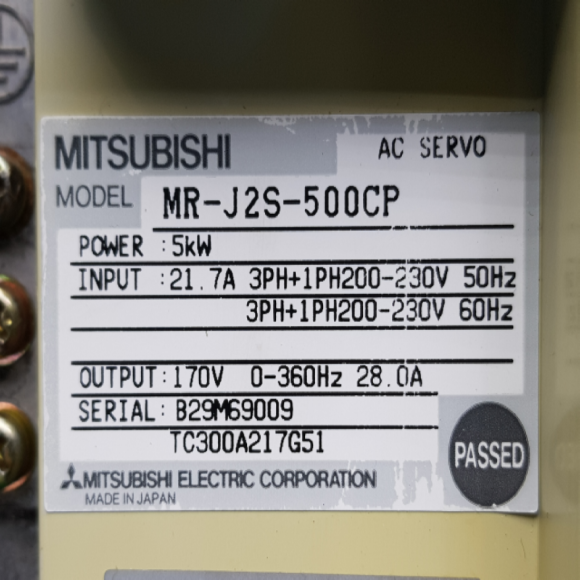 MITSUBISHI AC SERVO
MODEL MR-J2S-500CP
POWER : 5kW
INPUT : 21.7A 3PH+1PH200-230V 50Hz
3PH+1PH200-230V 60Hz
OUTPUT: 170V 0-360Hz 28.0A
SERIAL: B29M69009
TC300A217G51
PASSED
MITSUBISHI ELECTRIC CORPORATION
MADE IN JAPAN